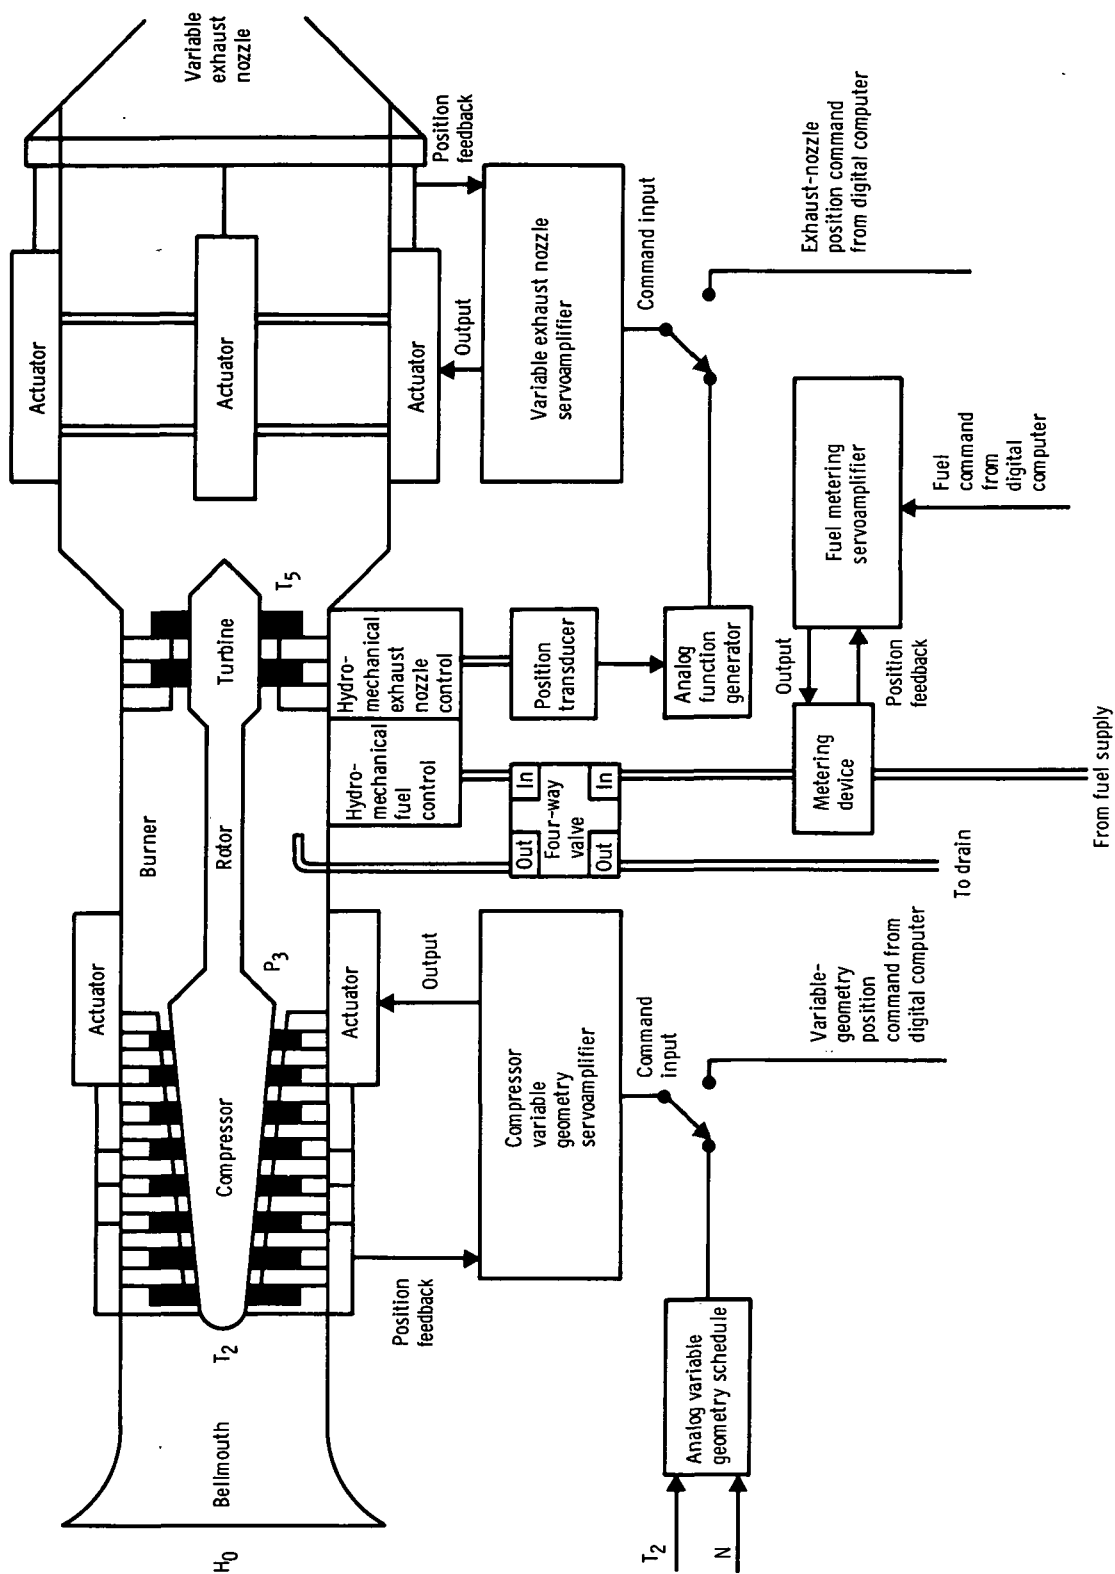 H0
Bellmouth
T2
Compressor
Actuator
Actuator
P3
Burner
Rotor
Turbine
T5
Actuator
Actuator
Actuator
Variable
exhaust
nozzle
Position
feedback
Output
Compressor
variable
geometry
servoamplifier
Command
input
T2
N
Analog variable
geometry schedule
Variable-
geometry
position
command from
digital computer
Hydro-
mechanical
fuel
control
Hydro-
mechanical
exhaust
nozzle
control
Out
In
Four-way
valve
Out
In
To drain
Position
transducer
Analog
function
generator
Metering
device
From fuel supply
Output
Position
feedback
Fuel metering
servoamplifier
Fuel
command
from
digital
computer
Output
Position
feedback
Variable exhaust nozzle
servoamplifier
Command input
Exhaust-nozzle
position command
from digital computer